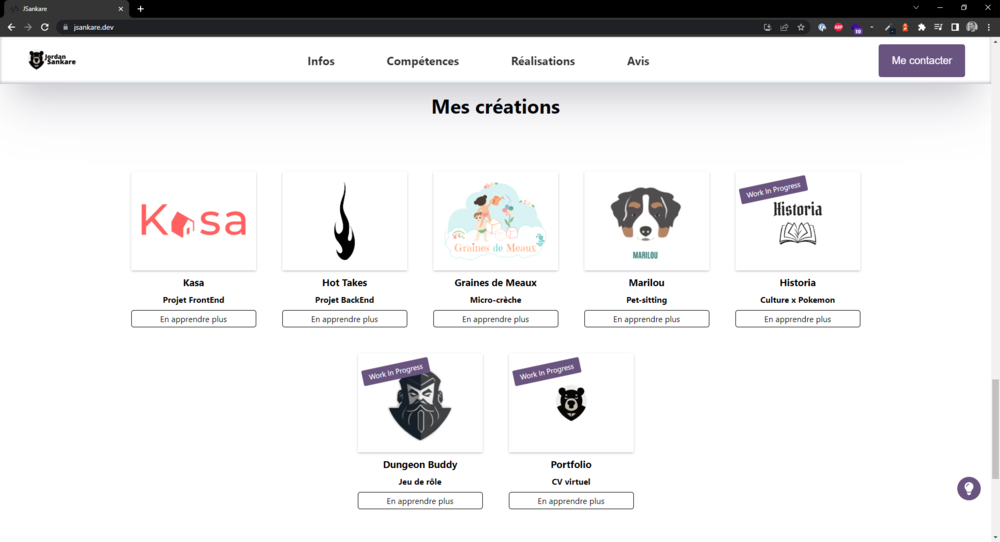 JSankare
jsankare.dev
ABP
10
Jordan
Sankare
Infos
Compétences
Réalisations
Avis
Me contacter
Mes créations
Kasa
Graines de Meaux
MARILOU
Work In Progress
Historia
Kasa
Hot Takes
Graines de Meaux
Marilou
Historia
Projet FrontEnd
Projet BackEnd
Micro-crèche
Pet-sitting
Culture x Pokemon
En apprendre plus
En apprendre plus
En apprendre plus
En apprendre plus
En apprendre plus
Work In Progress
Work In Progress
Dungeon Buddy
Portfolio
Jeu de rôle
CV virtuel
En apprendre plus
En apprendre plus